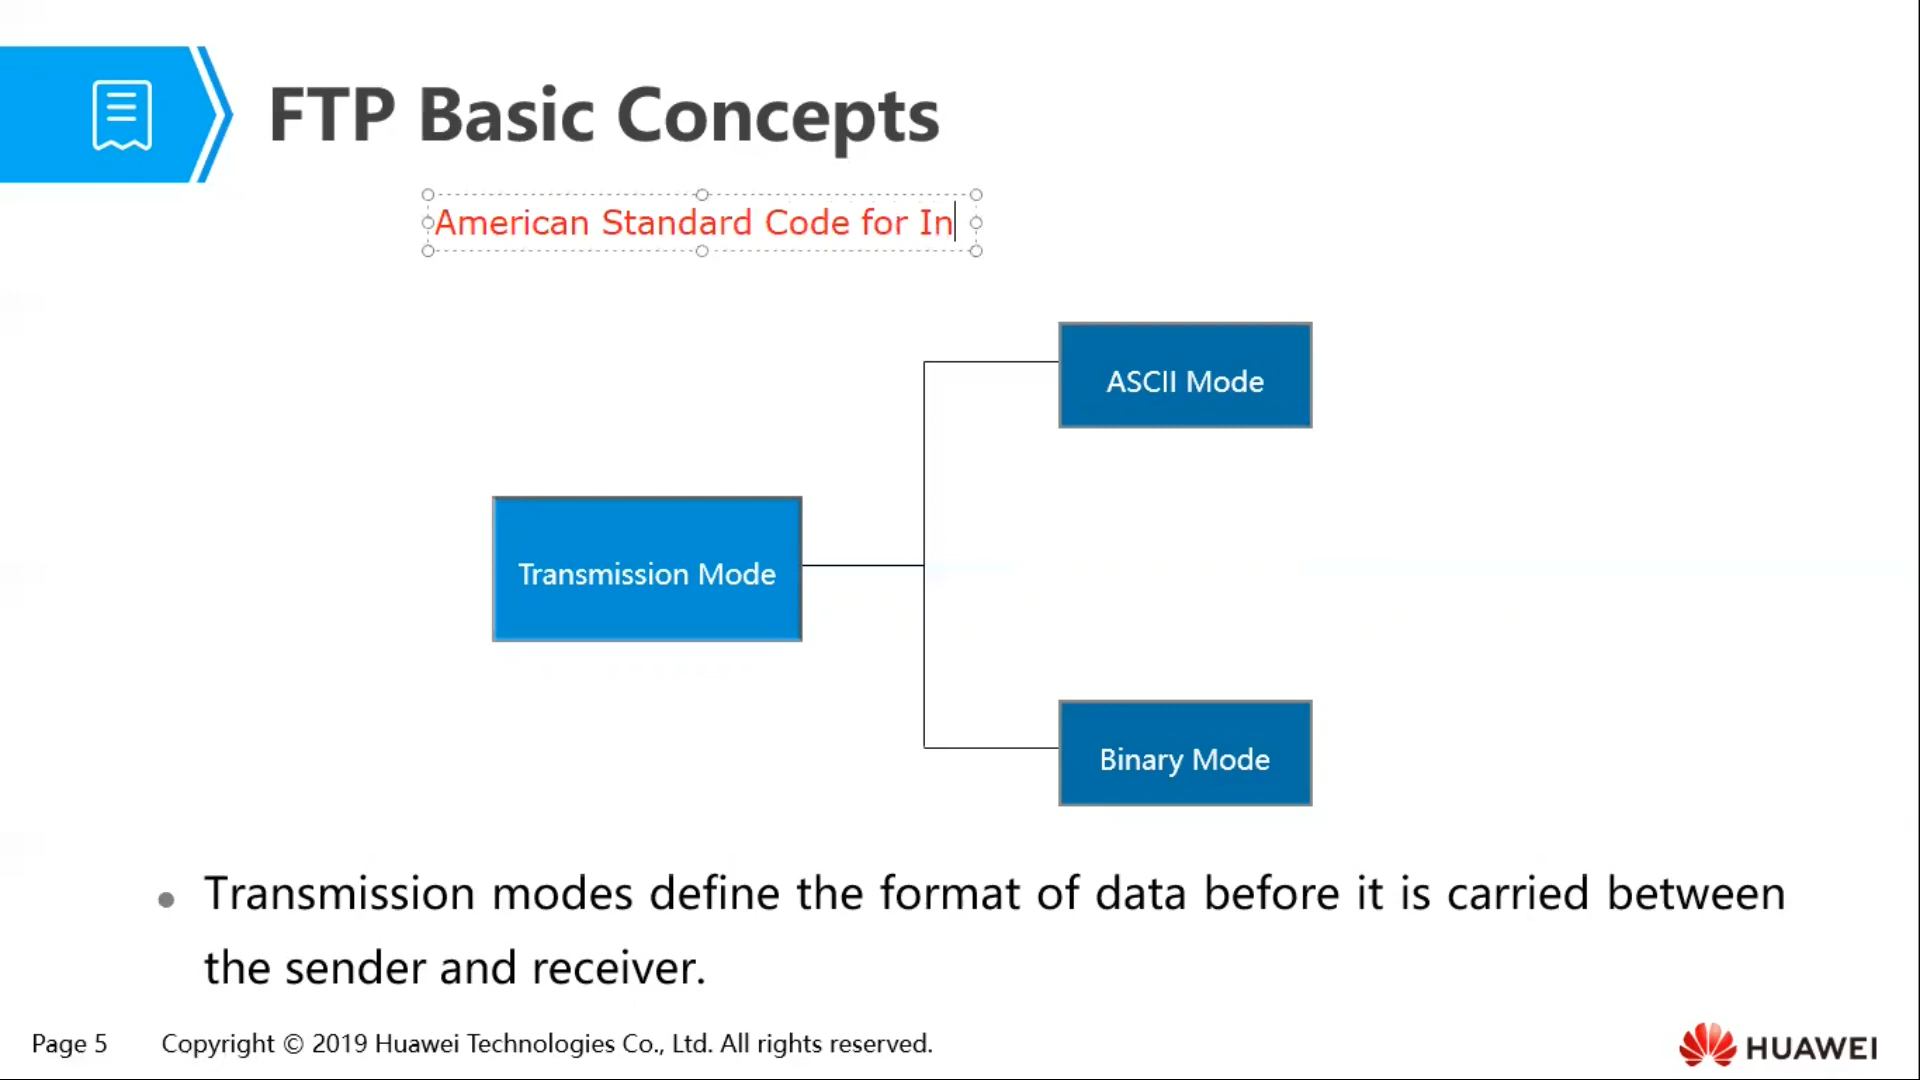 FTP Basic Concepts
American Standard Code for In
ASCII Mode
Transmission Mode
Binary Mode
Transmission modes define the format of data before it is carried between
the sender and receiver.
Page 5 Copyright © 2019 Huawei Technologies Co., Ltd. All rights reserved.
HUAWEI